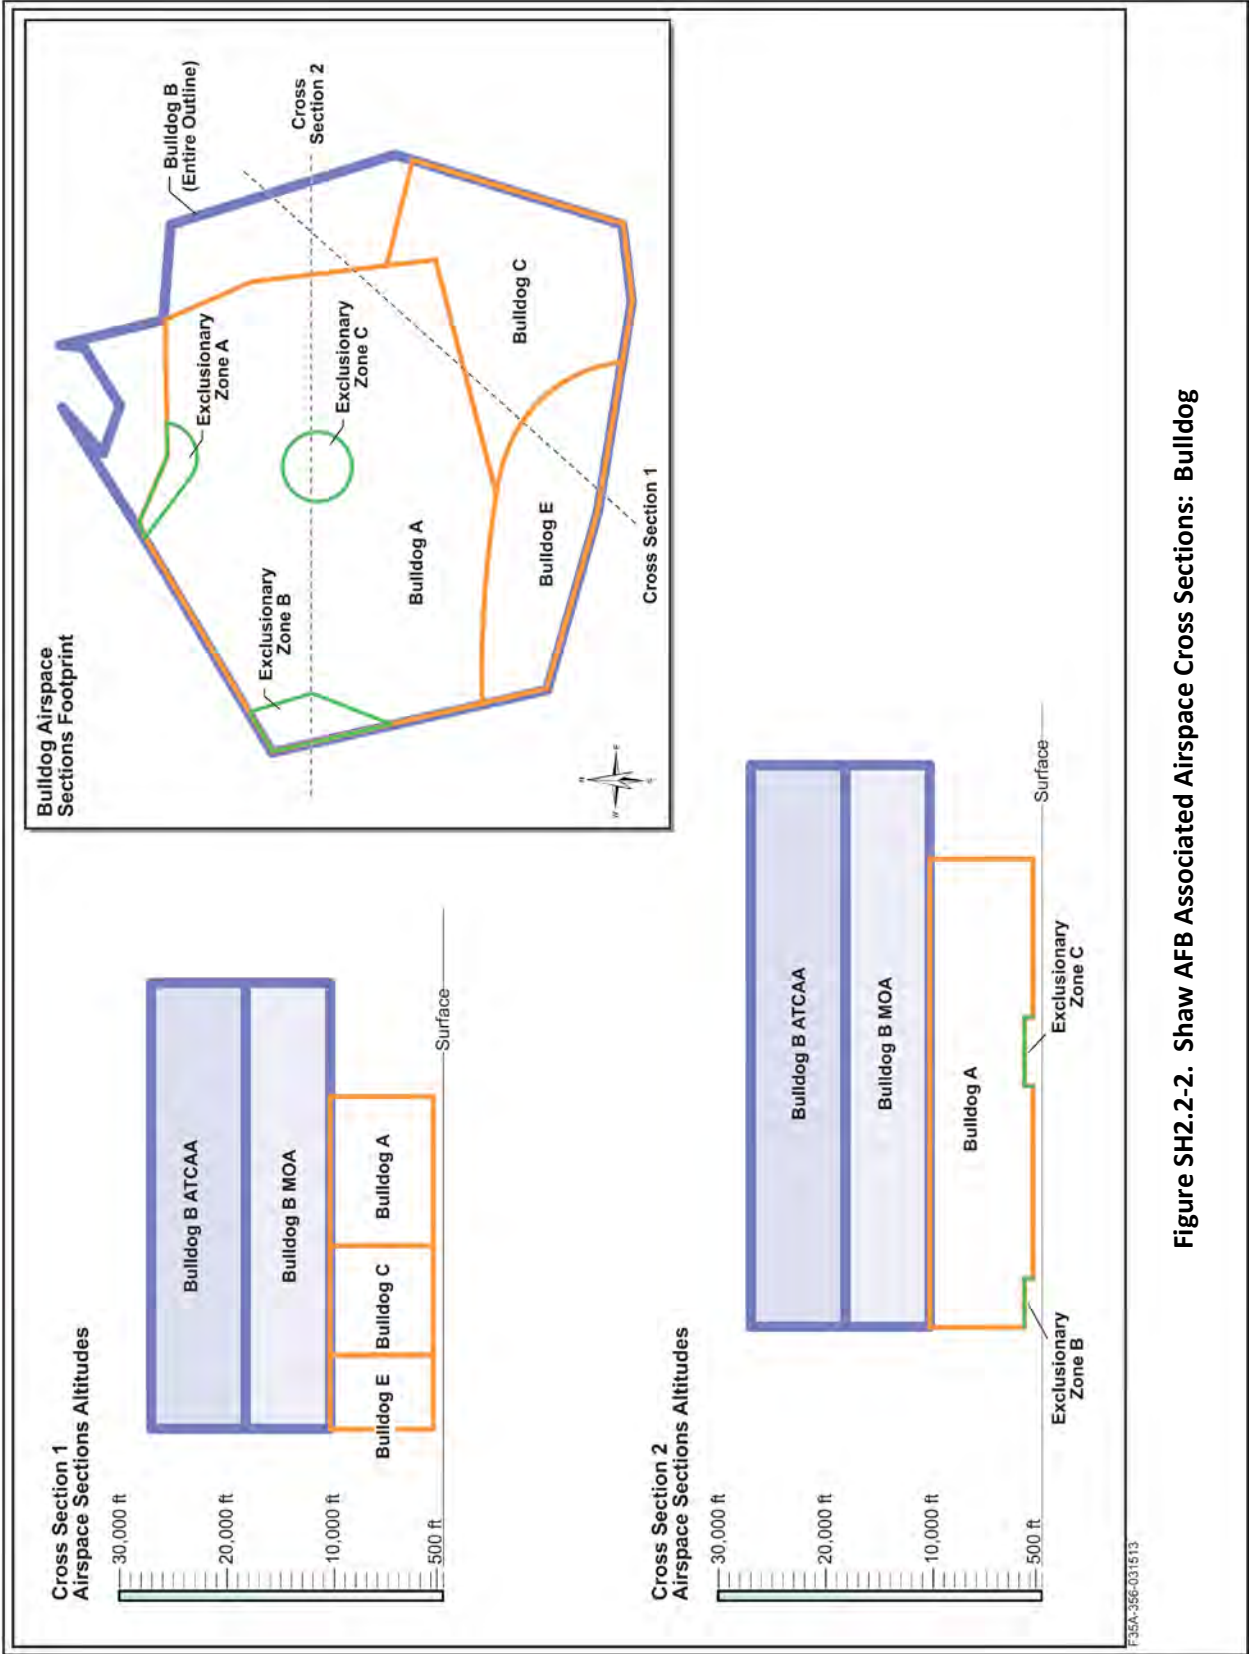 Cross Section 1
Airspace Sections Altitudes
30,000 ft
20,000 ft
10,000 ft
500 ft
Bulldog B ATCAA
Bulldog B MOA
Bulldog E
Bulldog C
Bulldog A
Surface
Bulldog Airspace
Sections Footprint
Bulldog B
(Entire Outline)
Cross
Section 2
Exclusionary
Zone A
Exclusionary
Zone B
Exclusionary
Zone C
Bulldog A
Bulldog C
Bulldog E
Cross Section 1
N
W
E
S
Cross Section 2
Airspace Sections Altitudes
30,000 ft
20,000 ft
10,000 ft
500 ft
Bulldog B ATCAA
Bulldog B MOA
Bulldog A
Surface
Exclusionary
Zone B
Exclusionary
Zone C
F35A-356-031513
Figure SH2.2-2. Shaw AFB Associated Airspace Cross Sections: Bulldog